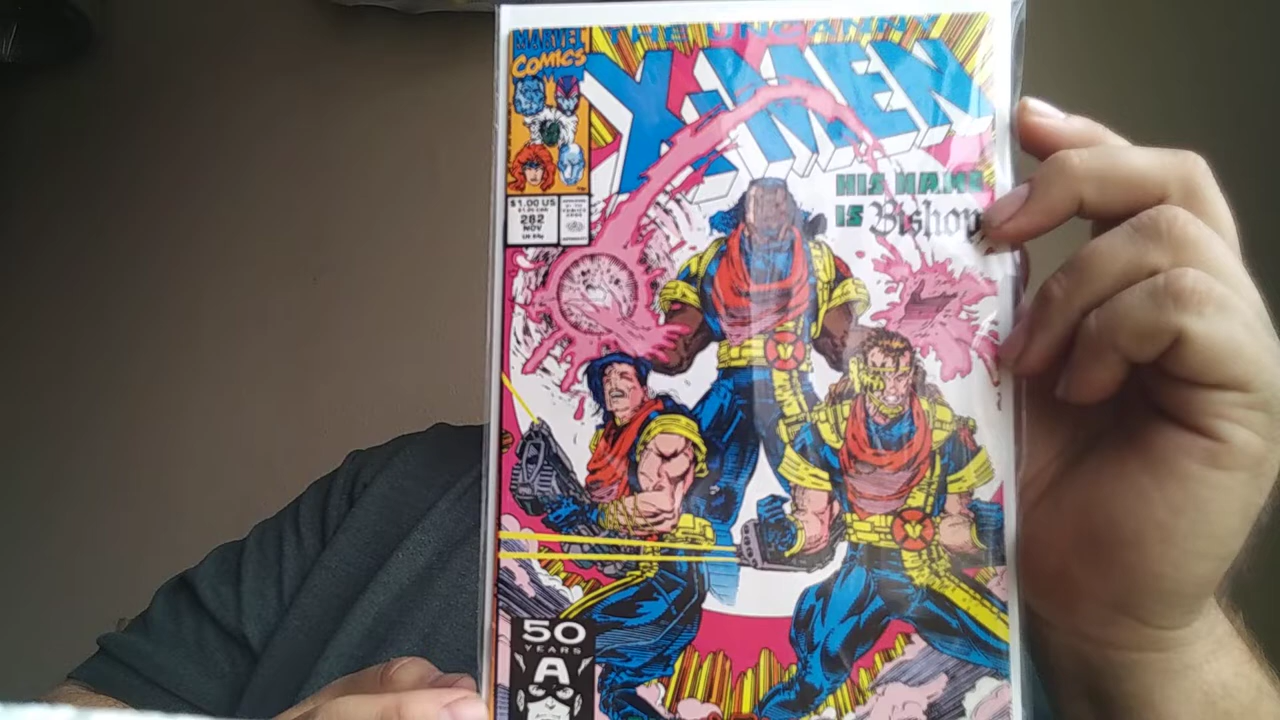 THE UNCANNY
MARVEL
COMICS
X-MEN
HIS NAME
IS Bishop
$1.00 US
282
NOV
50
YEARS
A